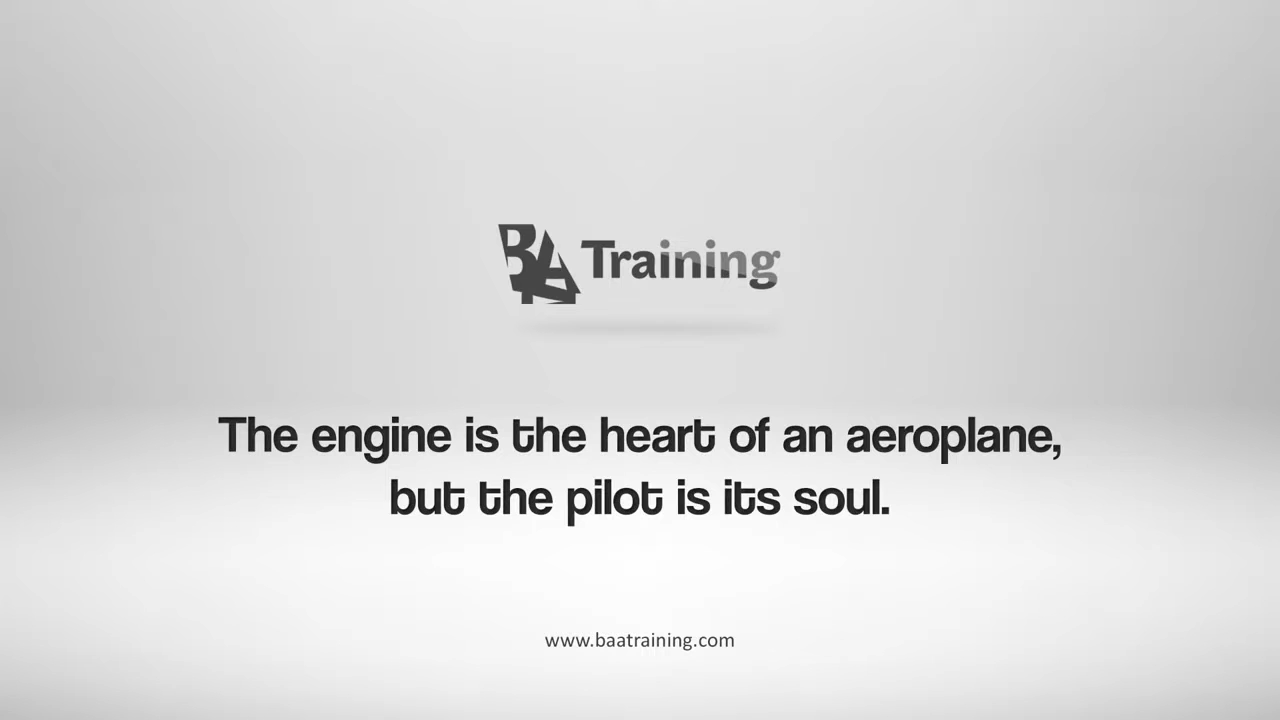 BAA Training
The engine is the heart of an aeroplane,
but the pilot is its soul.
www.baatraining.com